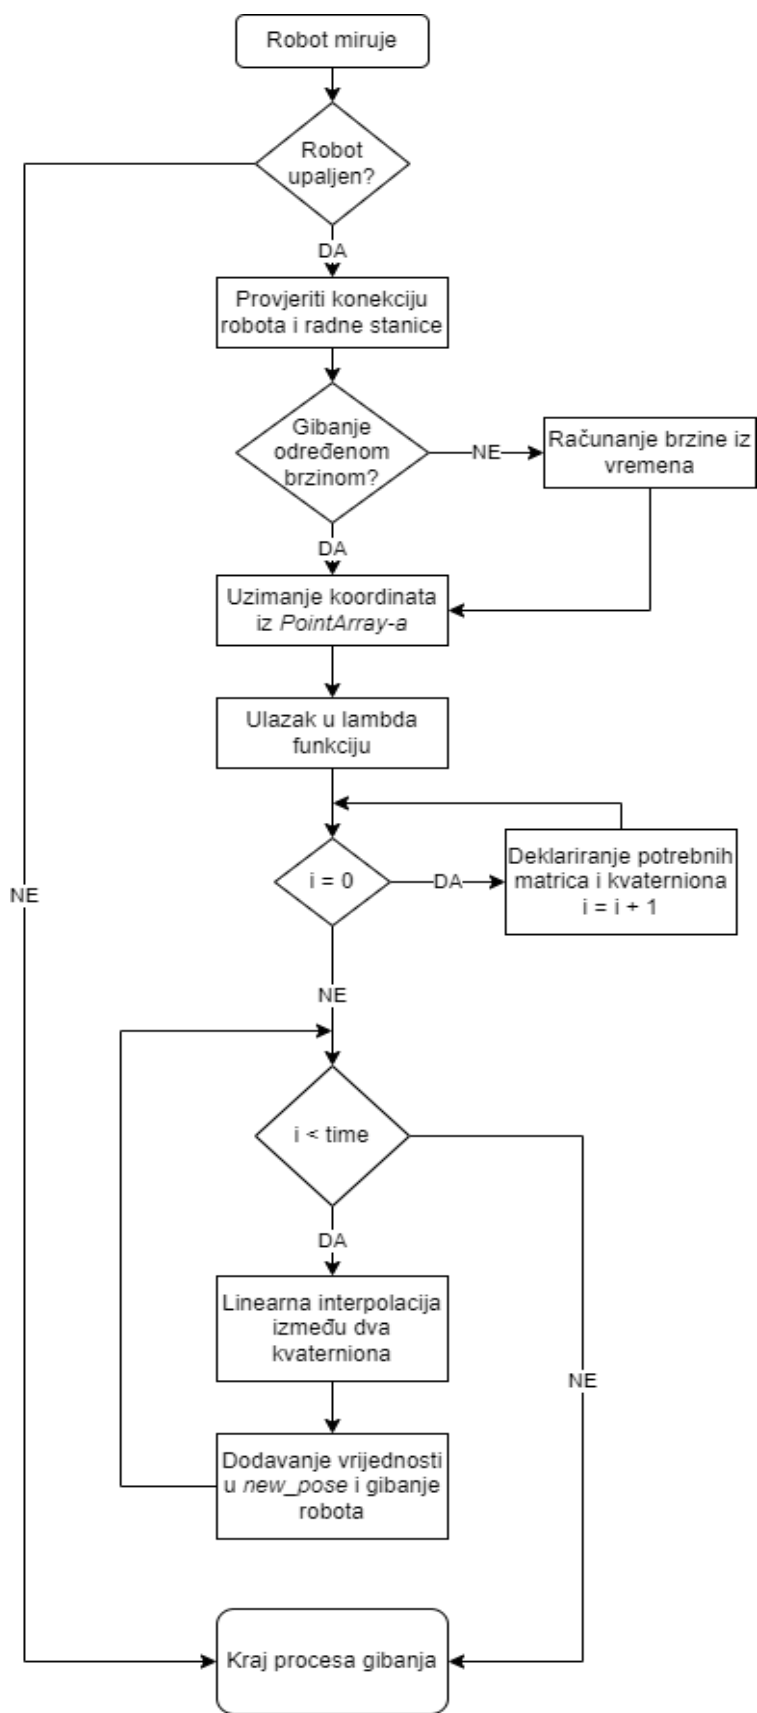 Robot miruje
Robot
upaljen?
DA
Provjeriti konekciju
robota i radne stanice
Gibanje
određenom
brzinom?
NE
Računanje brzine iz
vremena
DA
Uzimanje koordinata
iz PointArray-a
Ulazak u lambda
funkciju
i = 0
DA
Deklariranje potrebnih
matrica i kvaterniona
i = i + 1
NE
NE
i < time
DA
Linearna interpolacija
između dva
kvaterniona
NE
Dodavanje vrijednosti
u new_pose i gibanje
robota
Kraj procesa gibanja